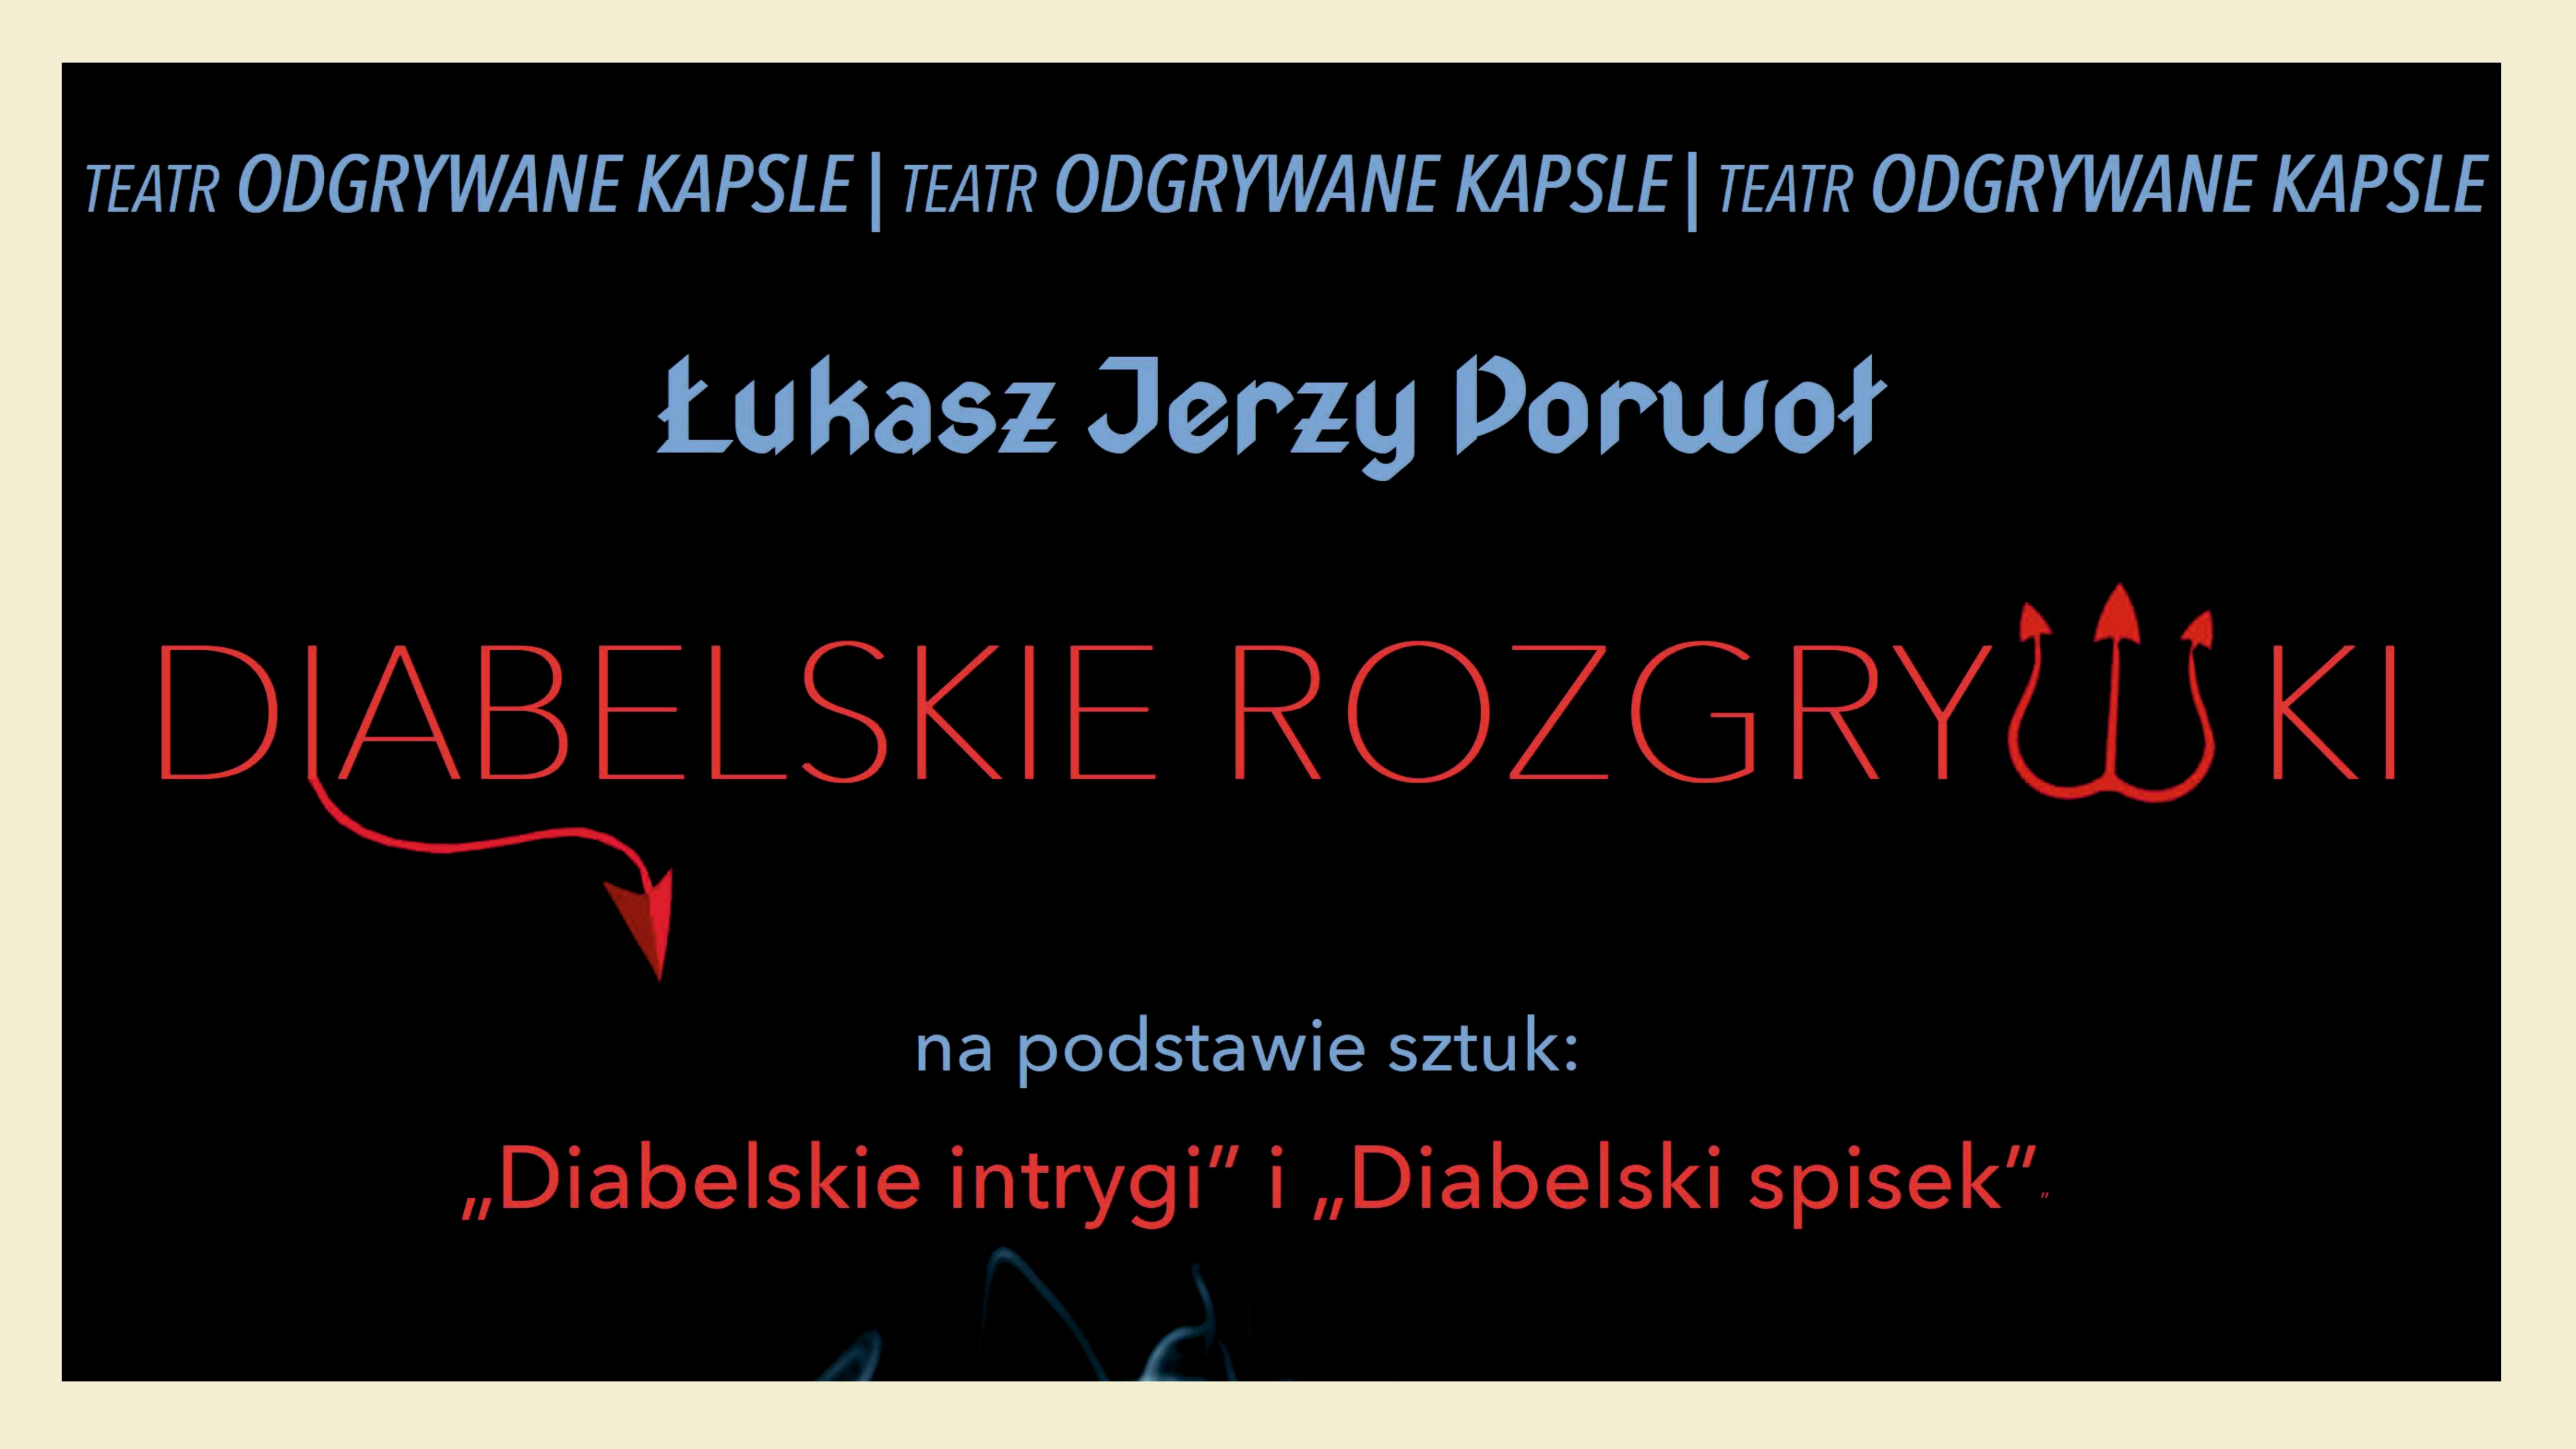 TEATR ODGRYWANE KAPSLE | TEATR ODGRYWANE KAPSLE | TEATR ODGRYWANE KAPSLE
Łukasz Jerzy Porwoł
DIABELSKIE ROZGRYWKI
na podstawie sztuk:
„Diabelskie intrygi” i „Diabelski spisek””